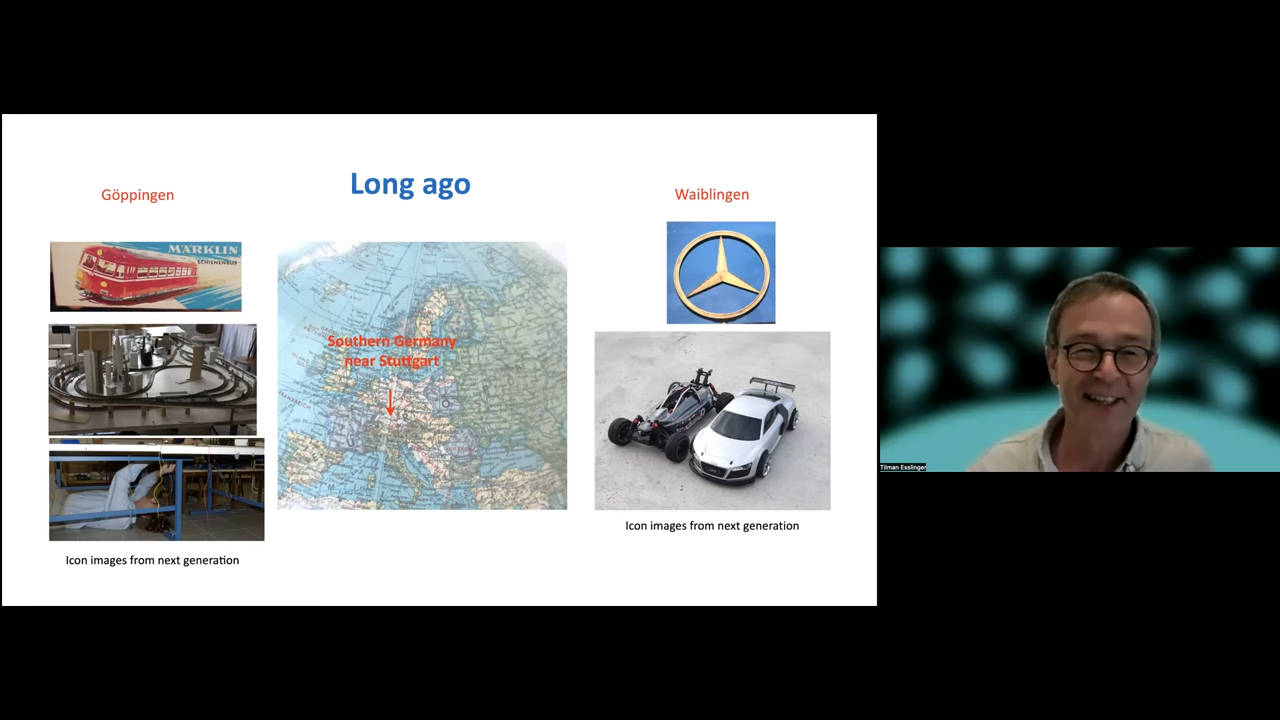 Long ago
Göppingen
MÄRKLIN
SCHIENENBUS
Icon images from next generation
FRANKREICH
Southern Germany
near Stuttgart
Waiblingen
Icon images from next generation
Tilman Esslinger